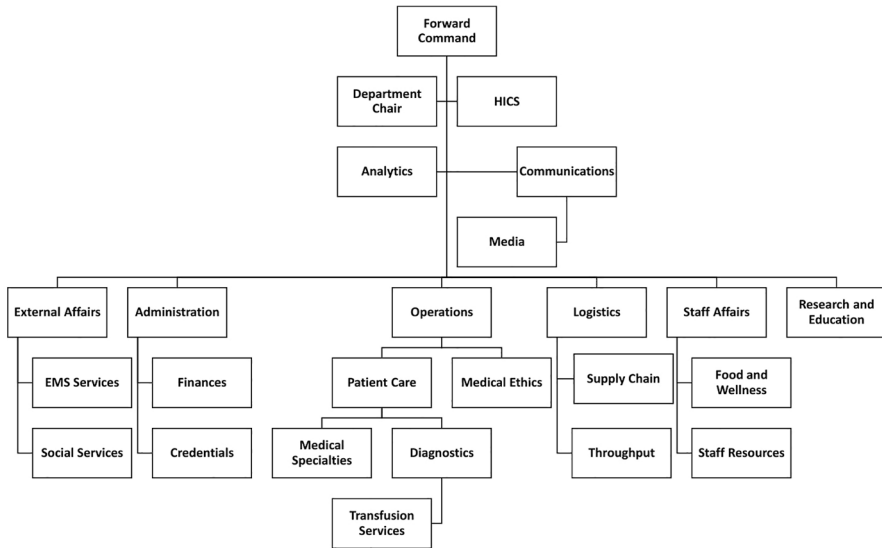 Forward
Command
Department
Chair
HICS
Analytics
Communications
Media
External Affairs
Administration
Operations
Logistics
Staff Affairs
Research and
Education
EMS Services
Finances
Patient Care
Medical Ethics
Supply Chain
Food and
Wellness
Social Services
Credentials
Medical
Specialties
Diagnostics
Throughput
Staff Resources
Transfusion
Services